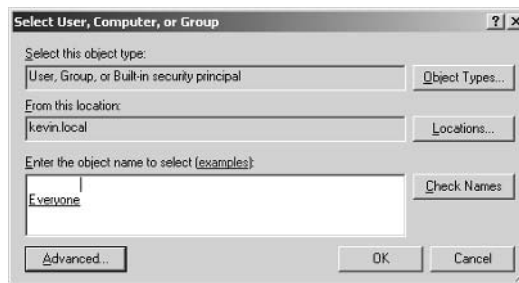 Select User, Computer, or Group
Select this object type:
User, Group, or Built-in security principal
Object Types...
From this location:
kevin.local
Locations...
Enter the object name to select (examples):
Everyone
Check Names
Advanced...
OK
Cancel